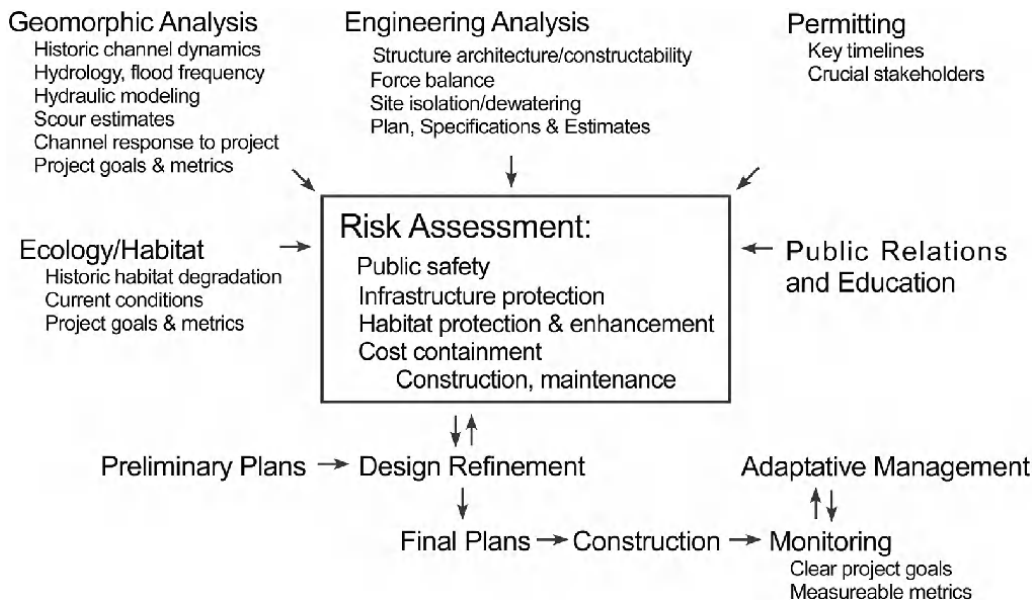 Geomorphic Analysis
Historic channel dynamics
Hydrology, flood frequency
Hydraulic modeling
Scour estimates
Channel response to project
Project goals & metrics
Engineering Analysis
Structure architecture/constructability
Force balance
Site isolation/dewatering
Plan, Specifications & Estimates
Permitting
Key timelines
Crucial stakeholders
Ecology/Habitat
Historic habitat degradation
Current conditions
Project goals & metrics
Risk Assessment:
Public safety
Infrastructure protection
Habitat protection & enhancement
Cost containment
Construction, maintenance
Public Relations
and Education
Preliminary Plans
Design Refinement
Adaptative Management
Final Plans
Construction
Monitoring
Clear project goals
Measureable metrics